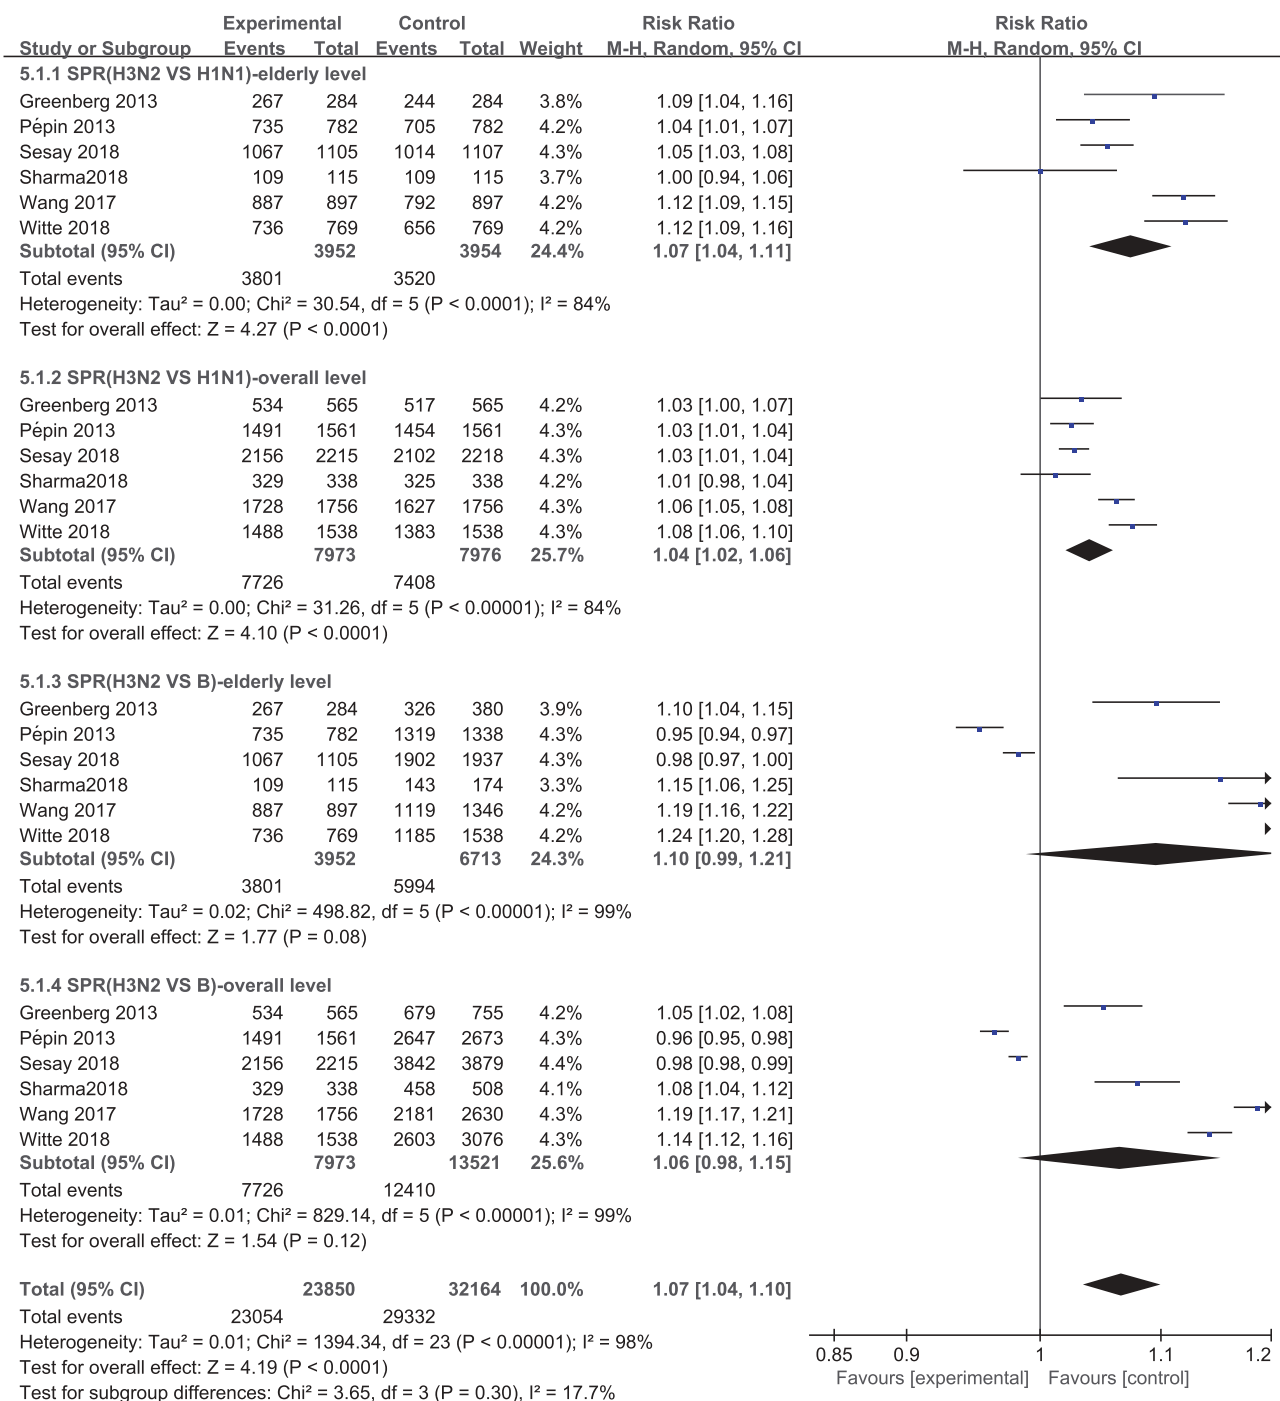 Experimental Control Risk Ratio Risk Ratio
Study or Subgroup Events Total Events Total Weight M-H, Random, 95% CI M-H, Random, 95% CI
5.1.1 SPR(H3N2 VS H1N1)-elderly level
Greenberg 2013 267 284 244 284 3.8% 1.09 [1.04, 1.16]
Pépin 2013 735 782 705 782 4.2% 1.04 [1.01, 1.07]
Sesay 2018 1067 1105 1014 1107 4.3% 1.05 [1.03, 1.08]
Sharma2018 109 115 109 115 3.7% 1.00 [0.94, 1.06]
Wang 2017 887 897 792 897 4.2% 1.12 [1.09, 1.15]
Witte 2018 736 769 656 769 4.2% 1.12 [1.09, 1.16]
Subtotal (95% CI) 3952 3954 24.4% 1.07 [1.04, 1.11]
Total events 3801 3520
Heterogeneity: Tau² = 0.00; Chi² = 30.54, df = 5 (P < 0.0001); I² = 84%
Test for overall effect: Z = 4.27 (P < 0.0001)
5.1.2 SPR(H3N2 VS H1N1)-overall level
Greenberg 2013 534 565 517 565 4.2% 1.03 [1.00, 1.07]
Pépin 2013 1491 1561 1454 1561 4.3% 1.03 [1.01, 1.04]
Sesay 2018 2156 2215 2102 2218 4.3% 1.03 [1.01, 1.04]
Sharma2018 329 338 325 338 4.2% 1.01 [0.98, 1.04]
Wang 2017 1728 1756 1627 1756 4.3% 1.06 [1.05, 1.08]
Witte 2018 1488 1538 1383 1538 4.3% 1.08 [1.06, 1.10]
Subtotal (95% CI) 7973 7976 25.7% 1.04 [1.02, 1.06]
Total events 7726 7408
Heterogeneity: Tau² = 0.00; Chi² = 31.26, df = 5 (P < 0.00001); I² = 84%
Test for overall effect: Z = 4.10 (P < 0.0001)
5.1.3 SPR(H3N2 VS B)-elderly level
Greenberg 2013 267 284 326 380 3.9% 1.10 [1.04, 1.15]
Pépin 2013 735 782 1319 1338 4.3% 0.95 [0.94, 0.97]
Sesay 2018 1067 1105 1902 1937 4.3% 0.98 [0.97, 1.00]
Sharma2018 109 115 143 174 3.3% 1.15 [1.06, 1.25]
Wang 2017 887 897 1119 1346 4.2% 1.19 [1.16, 1.22]
Witte 2018 736 769 1185 1538 4.2% 1.24 [1.20, 1.28]
Subtotal (95% CI) 3952 6713 24.3% 1.10 [0.99, 1.21]
Total events 3801 5994
Heterogeneity: Tau² = 0.02; Chi² = 498.82, df = 5 (P < 0.00001); I² = 99%
Test for overall effect: Z = 1.77 (P = 0.08)
5.1.4 SPR(H3N2 VS B)-overall level
Greenberg 2013 534 565 679 755 4.2% 1.05 [1.02, 1.08]
Pépin 2013 1491 1561 2647 2673 4.3% 0.96 [0.95, 0.98]
Sesay 2018 2156 2215 3842 3879 4.4% 0.98 [0.98, 0.99]
Sharma2018 329 338 458 508 4.1% 1.08 [1.04, 1.12]
Wang 2017 1728 1756 2181 2630 4.3% 1.19 [1.17, 1.21]
Witte 2018 1488 1538 2603 3076 4.3% 1.14 [1.12, 1.16]
Subtotal (95% CI) 7973 13521 25.6% 1.06 [0.98, 1.15]
Total events 7726 12410
Heterogeneity: Tau² = 0.01; Chi² = 829.14, df = 5 (P < 0.00001); I² = 99%
Test for overall effect: Z = 1.54 (P = 0.12)
Total (95% CI) 23850 32164 100.0% 1.07 [1.04, 1.10]
Total events 23054 29332
Heterogeneity: Tau² = 0.01; Chi² = 1394.34, df = 23 (P < 0.00001); I² = 98%
Test for overall effect: Z = 4.19 (P < 0.0001)
Test for subgroup differences: Chi² = 3.65, df = 3 (P = 0.30), I² = 17.7%
0.85 0.9 1 1.1 1.2
Favours [experimental] Favours [control]